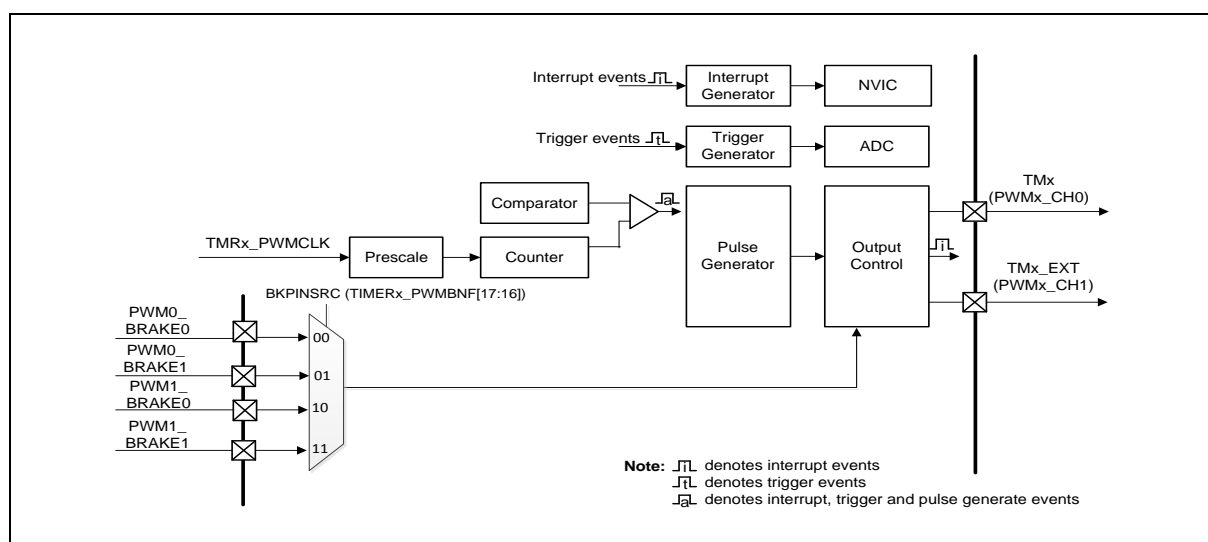 Interrupt events i
Interrupt
Generator
NVIC
Trigger events t
Trigger
Generator
ADC
TMx
(PWMx_CH0)
Comparator
a
TMRx_PWMCLK
Prescale
Counter
Pulse
Generator
Output
Control
i
TMx_EXT
(PWMx_CH1)
BKPINSRC (TIMERx_PWMBNF[17:16])
PWM0_
BRAKE0
00
PWM0_
BRAKE1
01
PWM1_
BRAKE0
10
PWM1_
BRAKE1
11
Note: i denotes interrupt events
t denotes trigger events
a denotes interrupt, trigger and pulse generate events